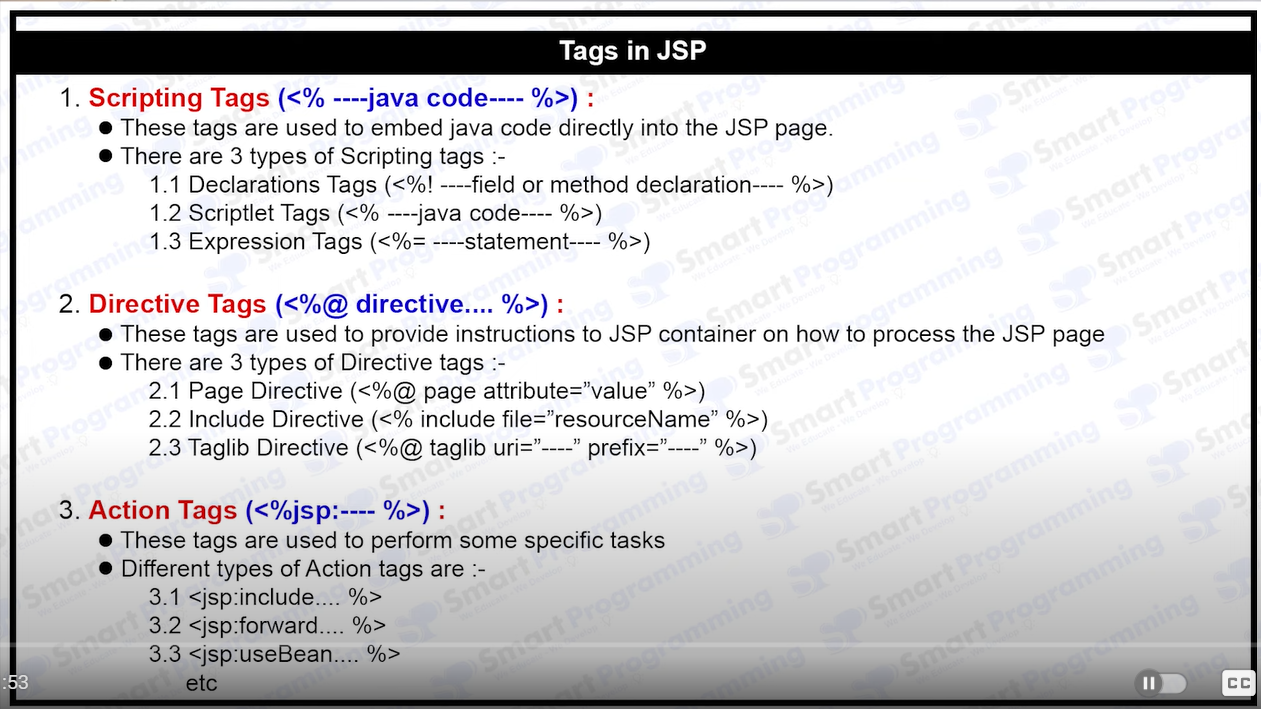 Tags in JSP
1. Scripting Tags (<% ----java code---- %>) :
● These tags are used to embed java code directly into the JSP page.
● There are 3 types of Scripting tags :-
1.1 Declarations Tags (<%! ----field or method declaration---- %>)
1.2 Scriptlet Tags (<% ----java code---- %>)
1.3 Expression Tags (<%= ----statement---- %>)
2. Directive Tags (<%@ directive.... %>) :
● These tags are used to provide instructions to JSP container on how to process the JSP page
● There are 3 types of Directive tags :-
2.1 Page Directive (<%@ page attribute=”value” %>)
2.2 Include Directive (<% include file=”resourceName” %>)
2.3 Taglib Directive (<%@ taglib uri=”----” prefix=”----” %>)
3. Action Tags (<%jsp:---- %>) :
● These tags are used to perform some specific tasks
● Different types of Action tags are :-
3.1 <jsp:include.... %>
3.2 <jsp:forward.... %>
3.3 <jsp:useBean.... %>
etc
:53
CC
Smart Programming